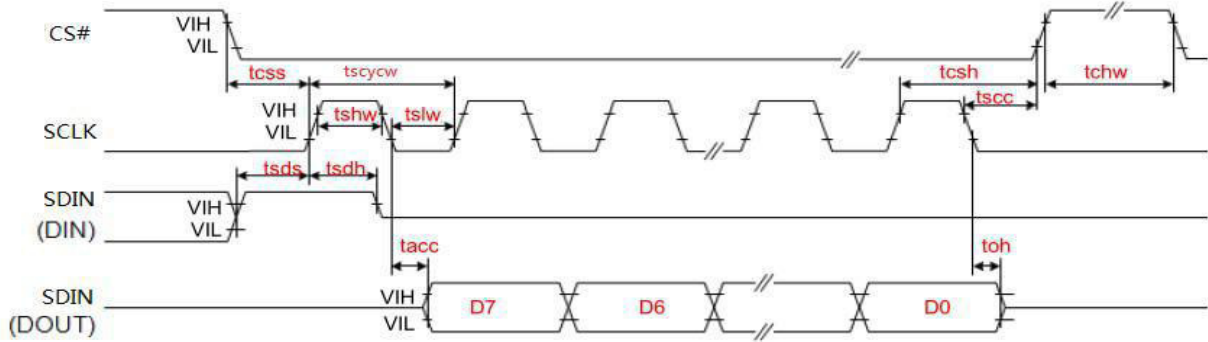 CS# VIH
VIL
tcss tscycw tcsh tchw
tscc
SCLK VIH tshw tslw
VIL
tsds tsdh
SDIN
(DIN) VIH
VIL
tacc toh
SDIN
(DOUT) VIH D7 D6 D0
VIL